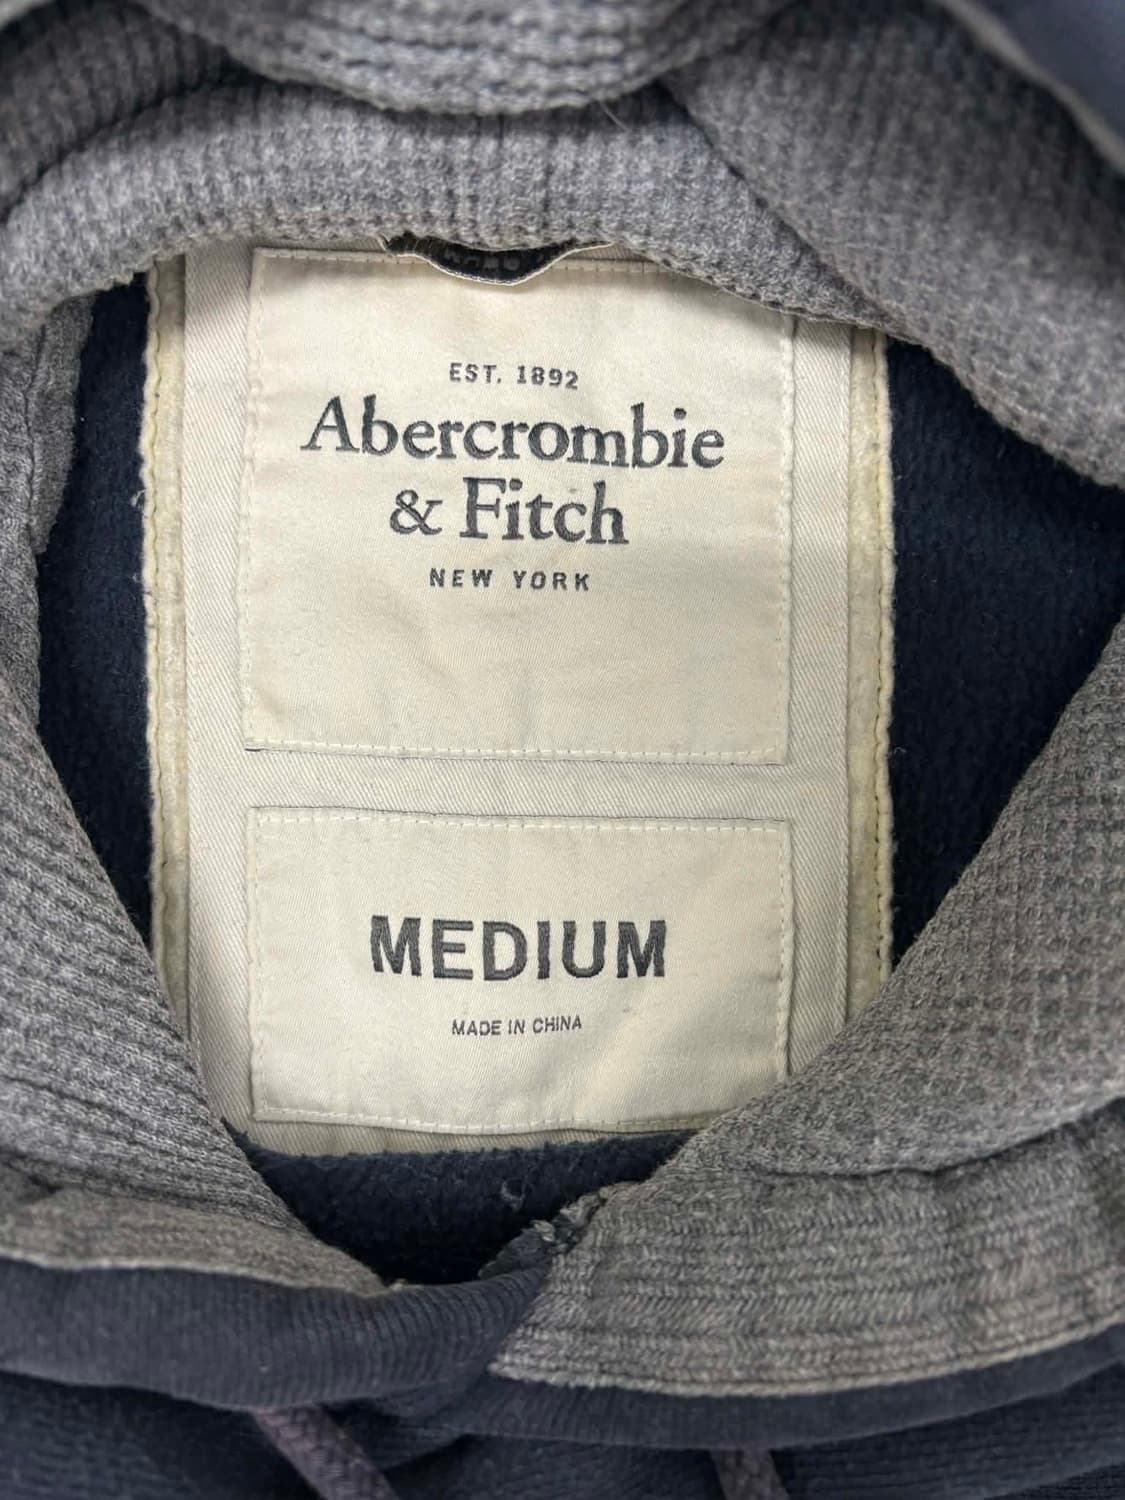 EST. 1892
Abercrombie
& Fitch
NEW YORK
MEDIUM
MADE IN CHINA